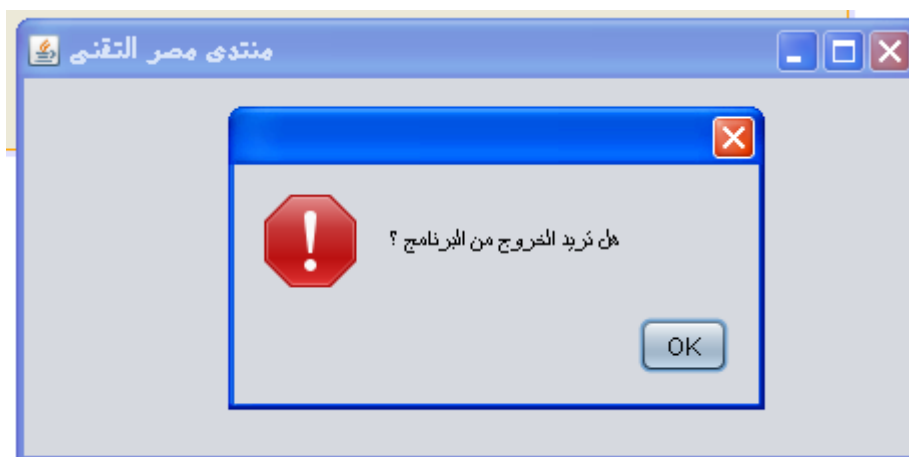 منتدى مصر التقنى
هل تريد الخروج من البرنامج ؟
OK